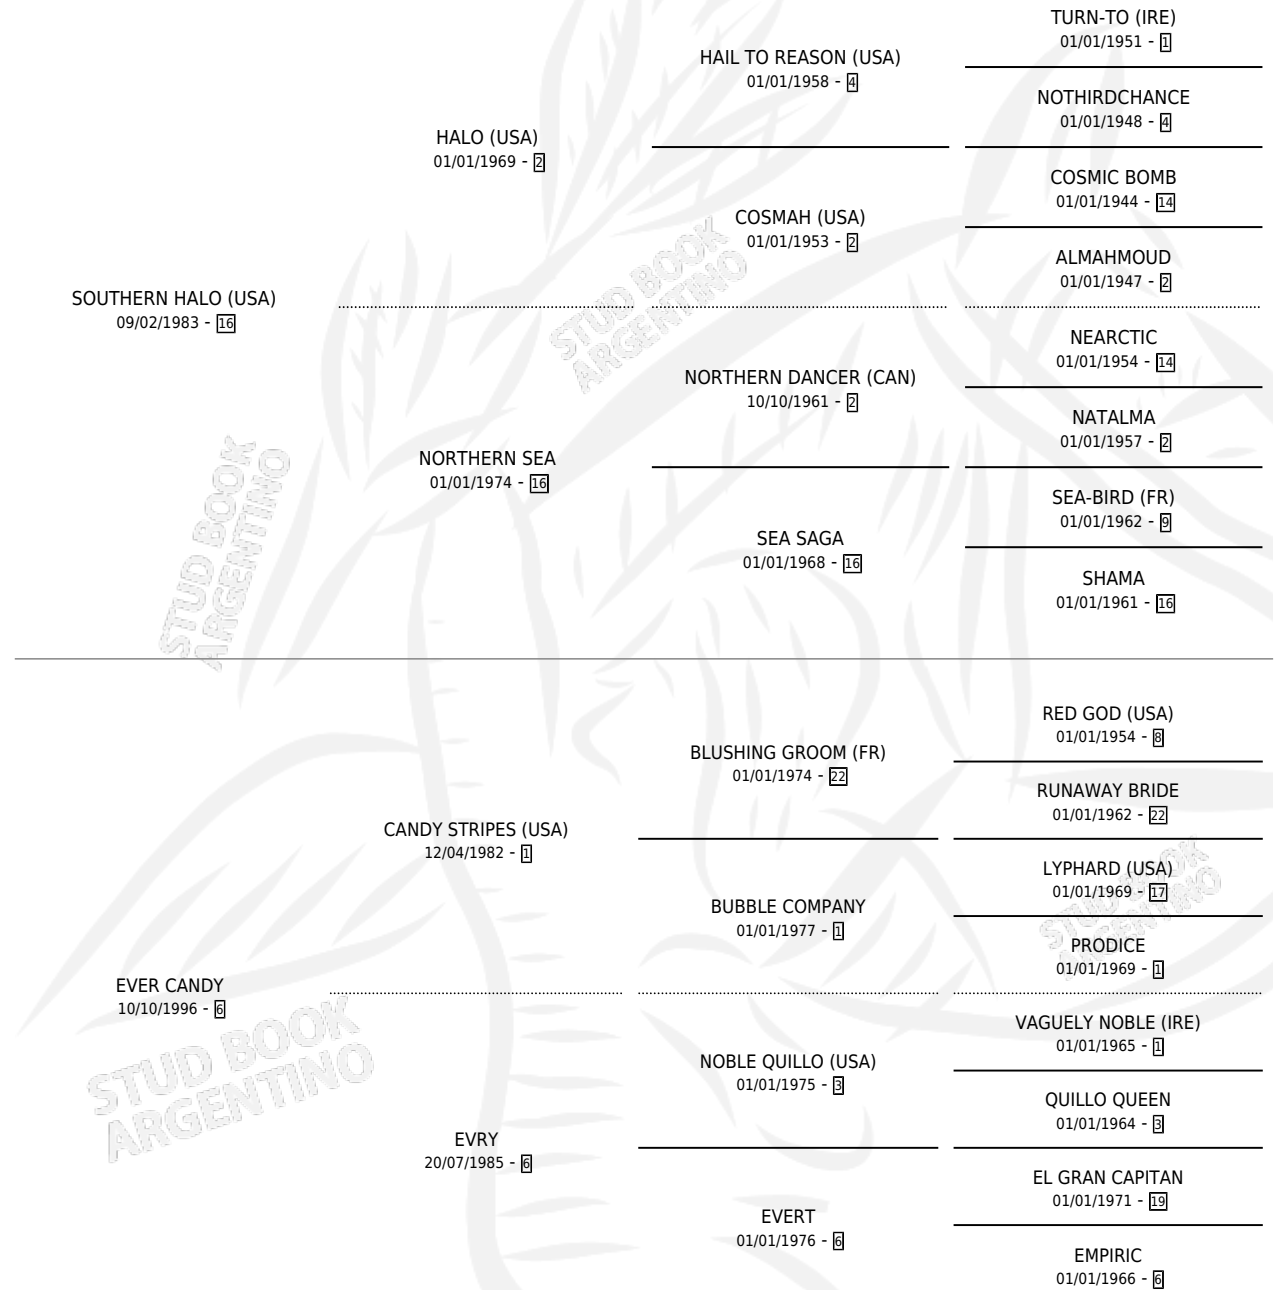 TURN-TO (IRE)
01/01/1951 - 1
HAIL TO REASON (USA)
01/01/1958 - 4
NOTHIRDCHANCE
01/01/1948 - 4
HALO (USA)
01/01/1969 - 2
COSMIC BOMB
01/01/1944 - 14
COSMAH (USA)
01/01/1953 - 2
ALMAHMOUD
01/01/1947 - 2
SOUTHERN HALO (USA)
09/02/1983 - 16
NEARCTIC
01/01/1954 - 14
NORTHERN DANCER (CAN)
10/10/1961 - 2
NATALMA
01/01/1957 - 2
NORTHERN SEA
01/01/1974 - 16
SEA-BIRD (FR)
01/01/1962 - 9
SEA SAGA
01/01/1968 - 16
SHAMA
01/01/1961 - 16
RED GOD (USA)
01/01/1954 - 8
BLUSHING GROOM (FR)
01/01/1974 - 22
RUNAWAY BRIDE
01/01/1962 - 22
CANDY STRIPES (USA)
12/04/1982 - 1
LYPHARD (USA)
01/01/1969 - 17
BUBBLE COMPANY
01/01/1977 - 1
PRODICE
01/01/1969 - 1
EVER CANDY
10/10/1996 - 6
VAGUELY NOBLE (IRE)
01/01/1965 - 1
NOBLE QUILLO (USA)
01/01/1975 - 3
QUILLO QUEEN
01/01/1964 - 3
EVRY
20/07/1985 - 6
EL GRAN CAPITAN
01/01/1971 - 19
EVERT
01/01/1976 - 6
EMPIRIC
01/01/1966 - 6
STUD BOOK
ARGENTINO
STUD BOOK
ARGENTINO
STUD BOOK
ARGENTINO
STUD BOOK
ARGENTINO